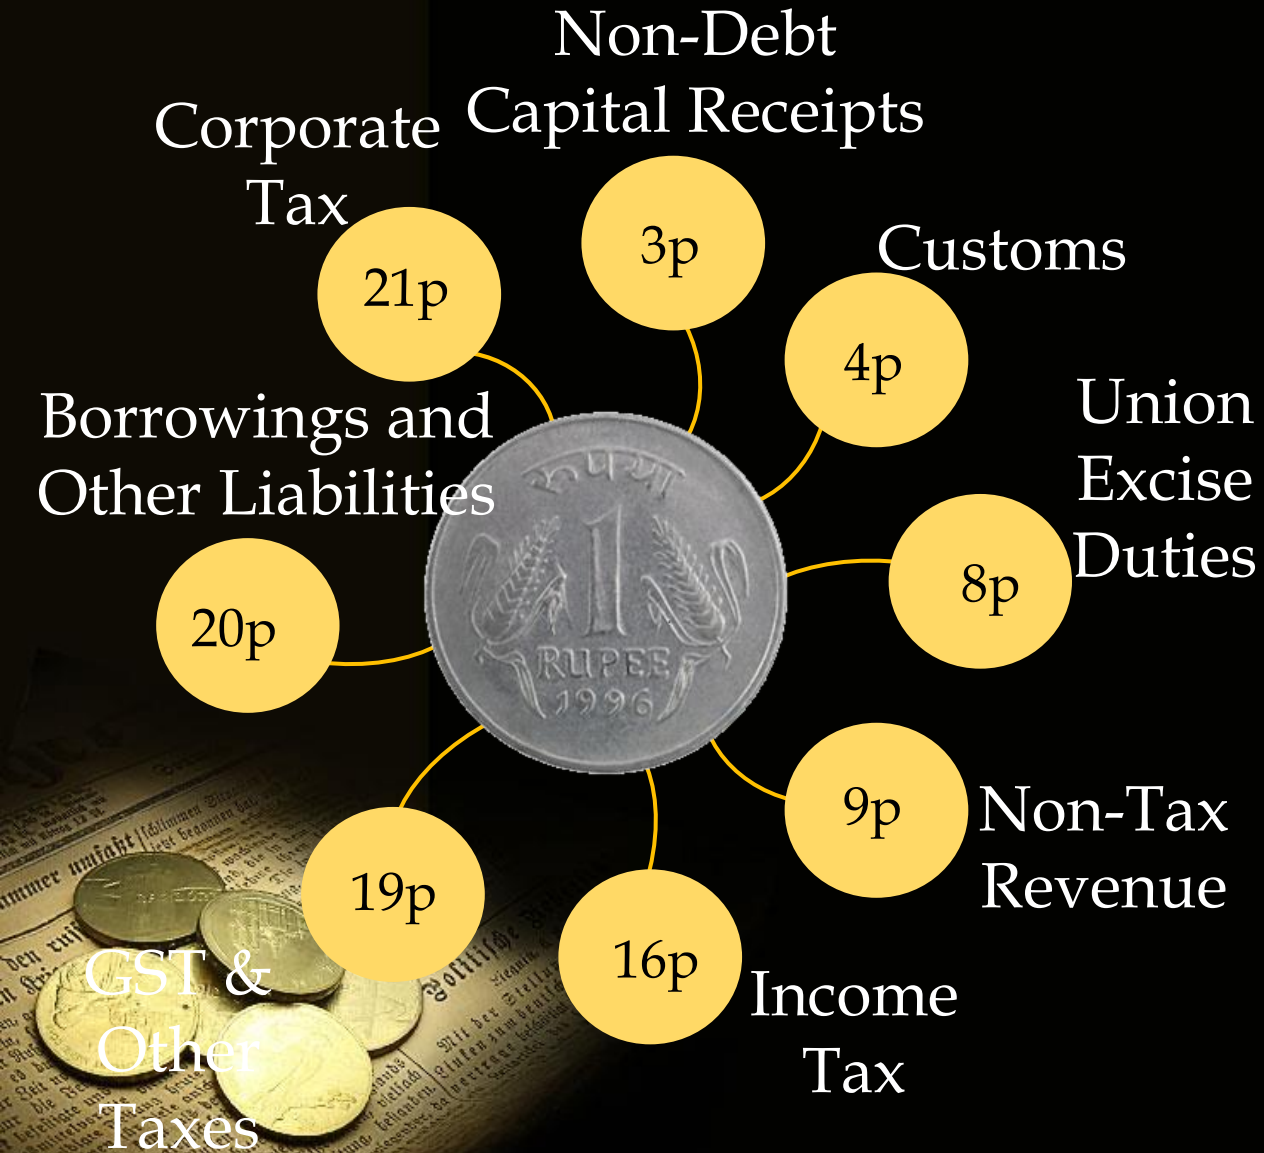 Non-Debt
Capital Receipts
Corporate
Tax
3p
Customs
21p
4p
Union
Excise
Duties
Borrowings and
Other Liabilities
रुपया
1
RUPEE
1996
8p
20p
9p
Non-Tax
Revenue
19p
16p
Income
Tax
GST &
Other
Taxes
Politische